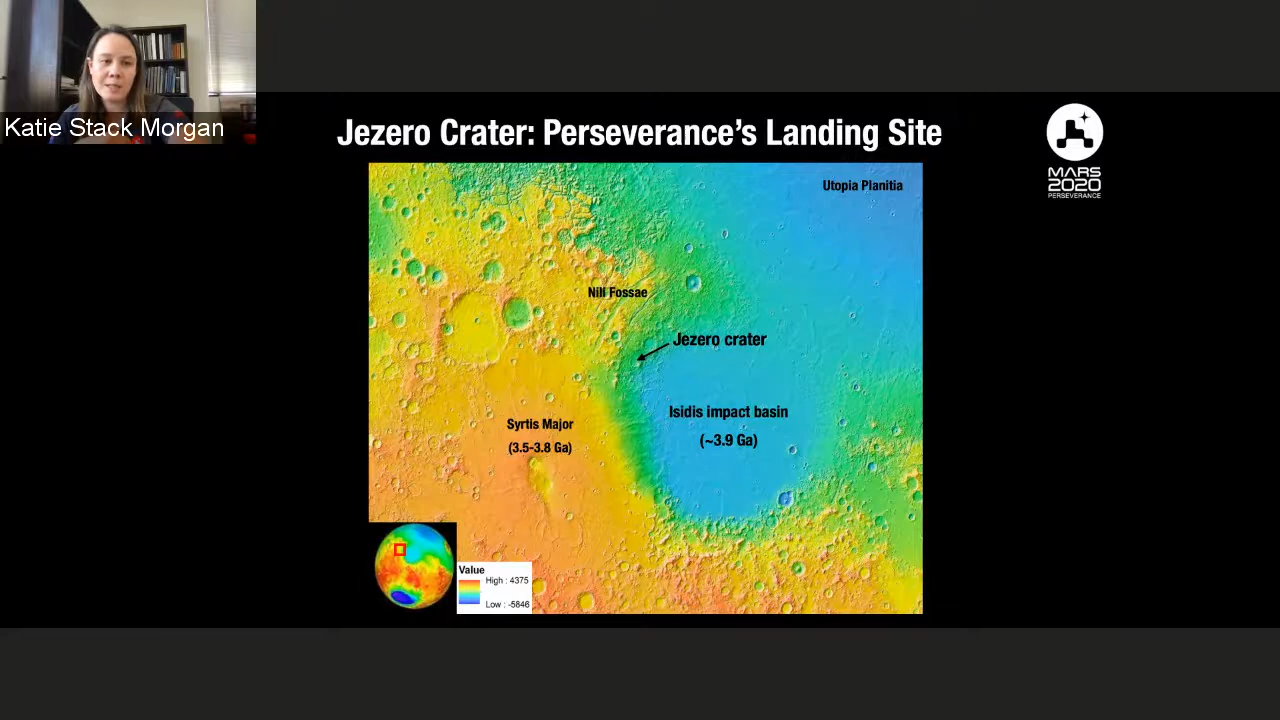 Katie Stack Morgan
Jezero Crater: Perseverance's Landing Site
MARS
2020
PERSEVERANCE
Utopia Planitia
Nili Fossae
Jezero crater
Isidis impact basin
(~3.9 Ga)
Syrtis Major
(3.5-3.8 Ga)
Value
High : 4375
Low : -5846